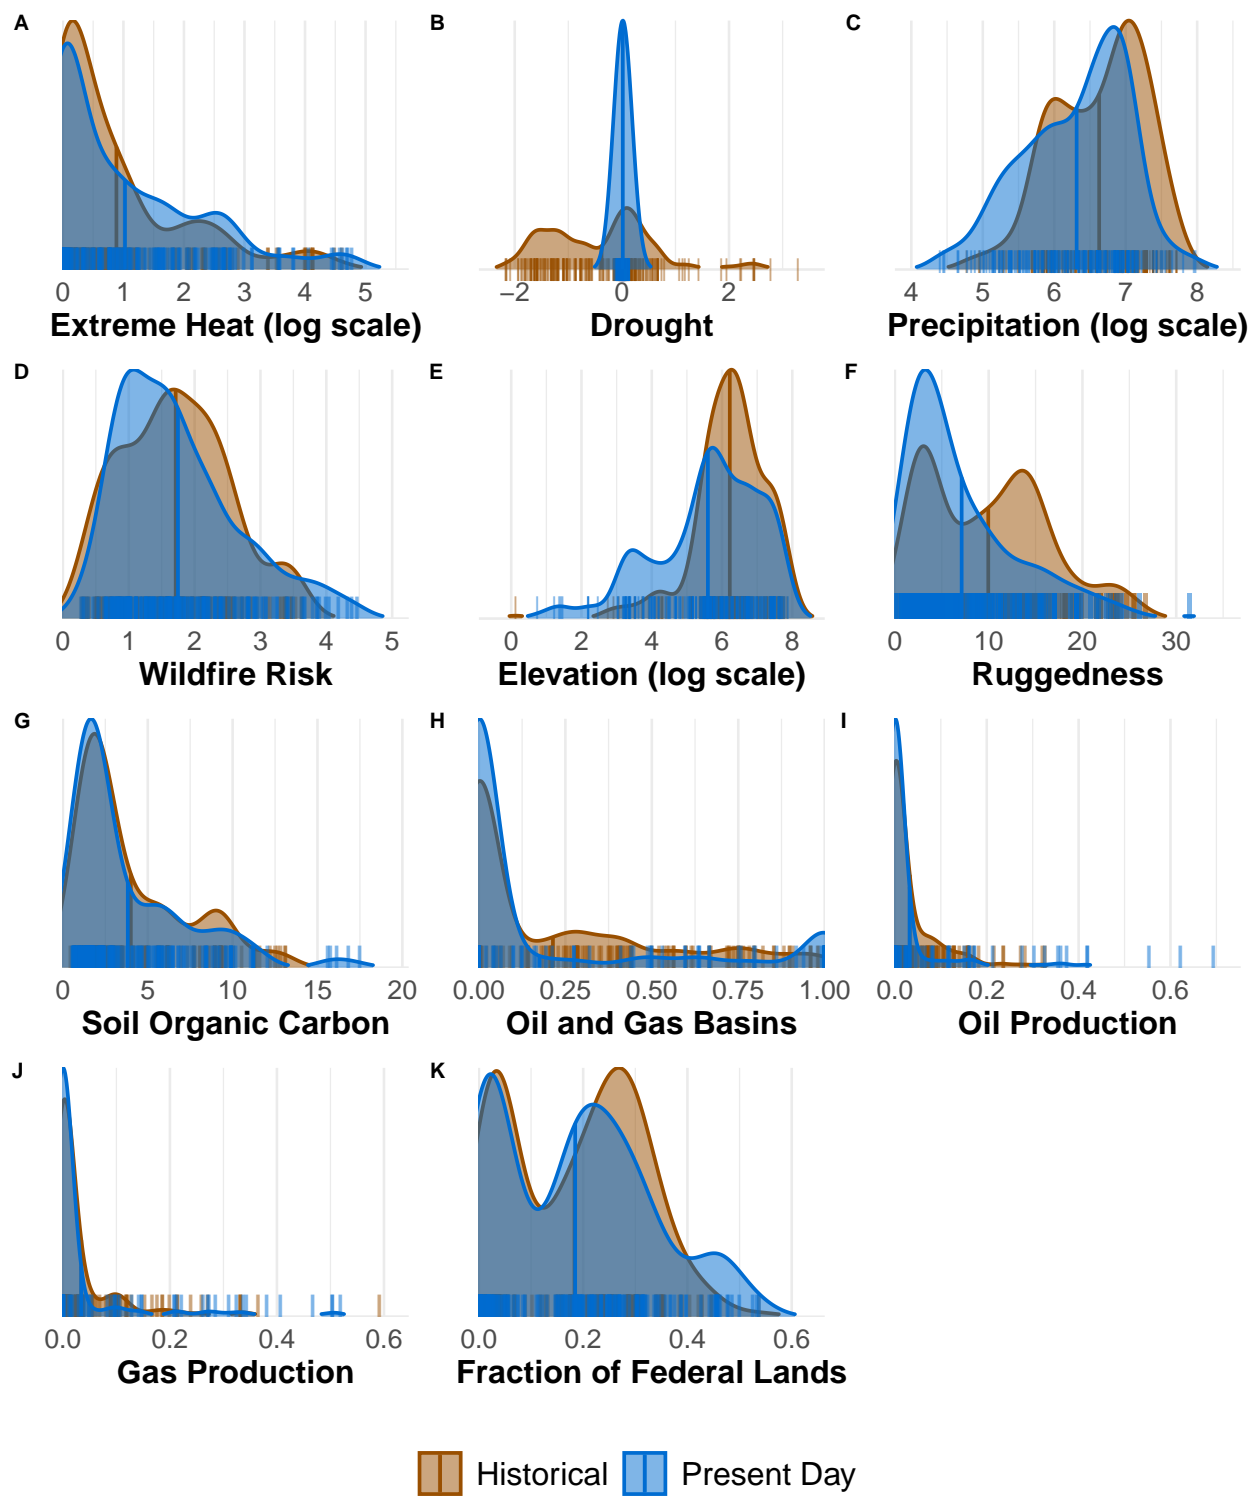 A B C
0 1 2 3 4 5 −2 0 2 4 5 6 7 8
Extreme Heat (log scale) Drought Precipitation (log scale)
D E F
0 1 2 3 4 5 0 2 4 6 8 0 10 20 30
Wildfire Risk Elevation (log scale) Ruggedness
G H I
0 5 10 15 20 0.00 0.25 0.50 0.75 1.00 0.0 0.2 0.4 0.6
Soil Organic Carbon Oil and Gas Basins Oil Production
J K
0.0 0.2 0.4 0.6 0.0 0.2 0.4 0.6
Gas Production Fraction of Federal Lands
Historical Present Day